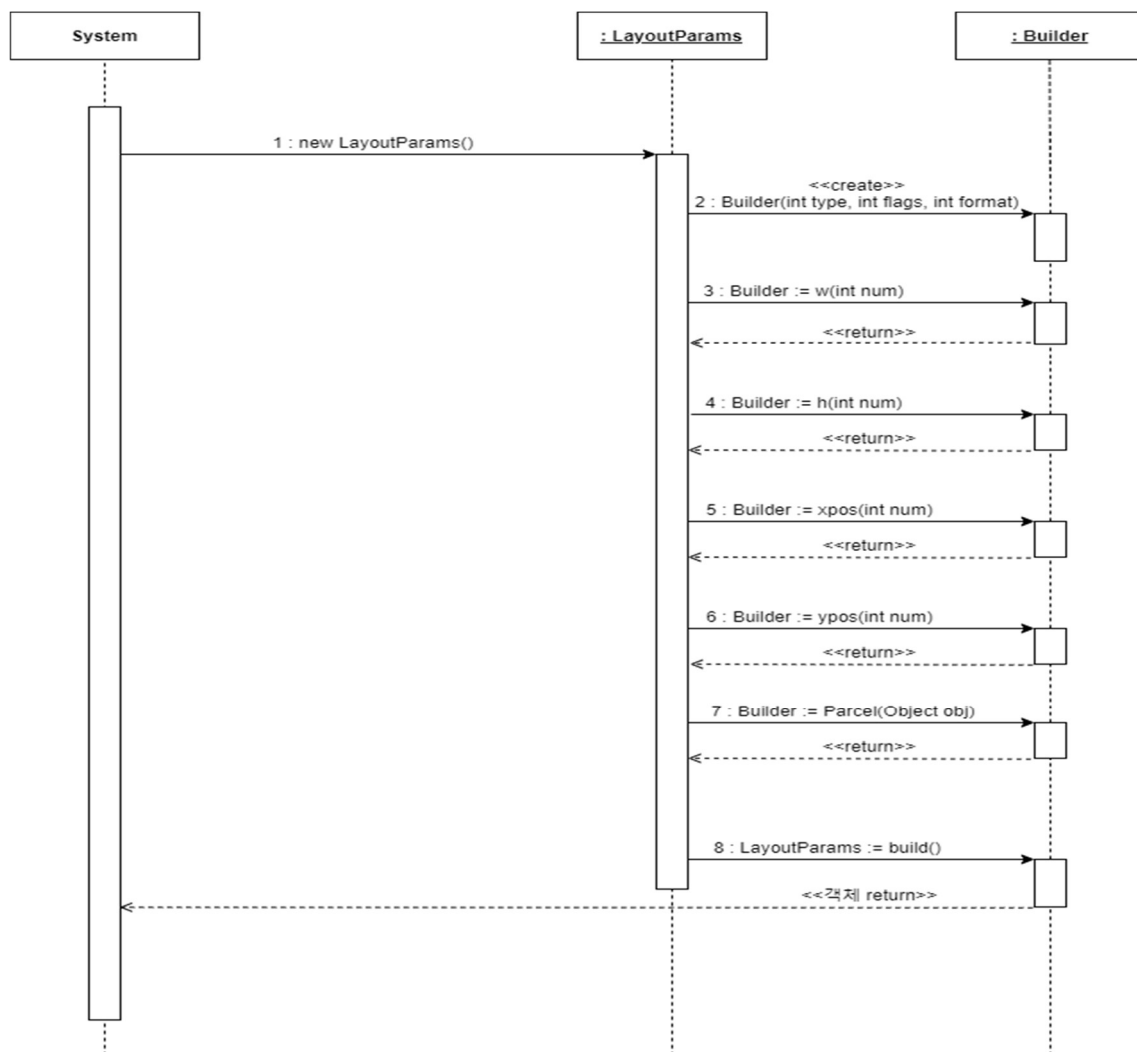 System
: LayoutParams
: Builder
1 : new LayoutParams()
<<create>>
2 : Builder(int type, int flags, int format)
3 : Builder := w(int num)
<<return>>
4 : Builder := h(int num)
<<return>>
5 : Builder := xpos(int num)
<<return>>
6 : Builder := ypos(int num)
<<return>>
7 : Builder := Parcel(Object obj)
<<return>>
8 : LayoutParams := build()
<<객체 return>>